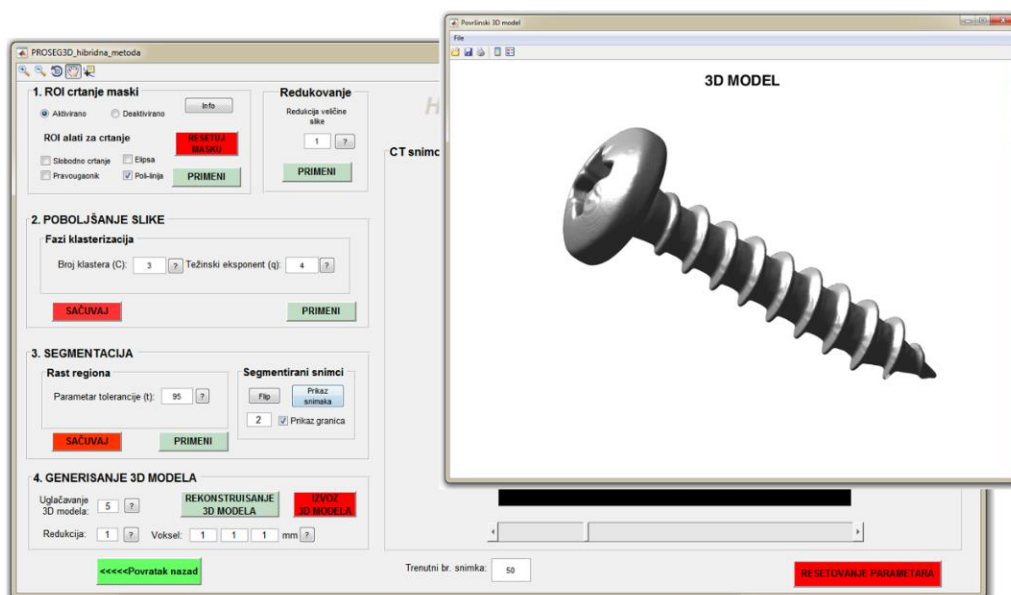 Površinski 3D model
File
3D MODEL
PROSEG3D_hibridna_metoda
1. ROI crtanje maski
Aktivirano
Deaktivirano
Info
ROI alati za crtanje
RESETUJ
MASKU
Slobodno crtanje
Elipsa
Pravougaonik
Poli-linija
PRIMENI
Redukovanje
Redukcija veličine
slike
1
?
PRIMENI
H
CT snimc
2. POBOLJŠANJE SLIKE
Fazi klasterizacija
Broj klastera (C):
3
?
Težinski eksponent (q):
4
?
SAČUVAJ
PRIMENI
3. SEGMENTACIJA
Rast regiona
Parametar tolerancije (t):
95
?
SAČUVAJ
PRIMENI
Segmentirani snimci
Flip
Prikaz
snimaka
2
Prikaz granica
4. GENERISANJE 3D MODELA
Uglačavanje
3D modela:
5
?
REKONSTRUISANJE
3D MODELA
IZVOZ
3D MODELA
Redukcija:
1
?
Voksel:
1
1
1
mm
?
<<<<<Povratak nazad
Trenutni br. snimka:
50
RESETOVANJE PARAMETARA